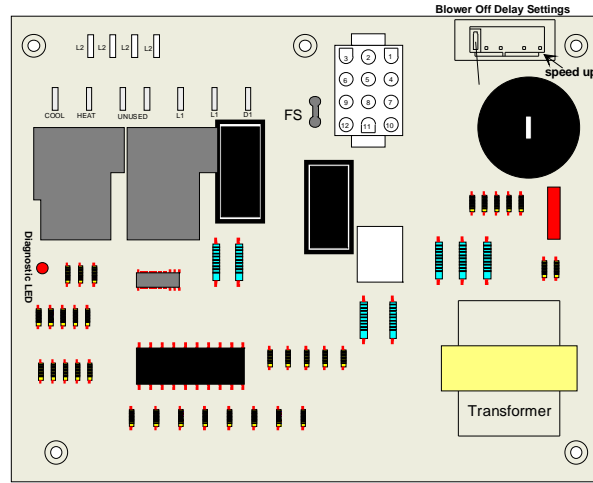 Blower Off Delay Settings
L2 L2 L2 L2
3 2 1
speed up
6 5 4
COOL HEAT UNUSED L1 L1 D1
9 8 7
FS
12 11 10
Diagnostic LED
Transformer